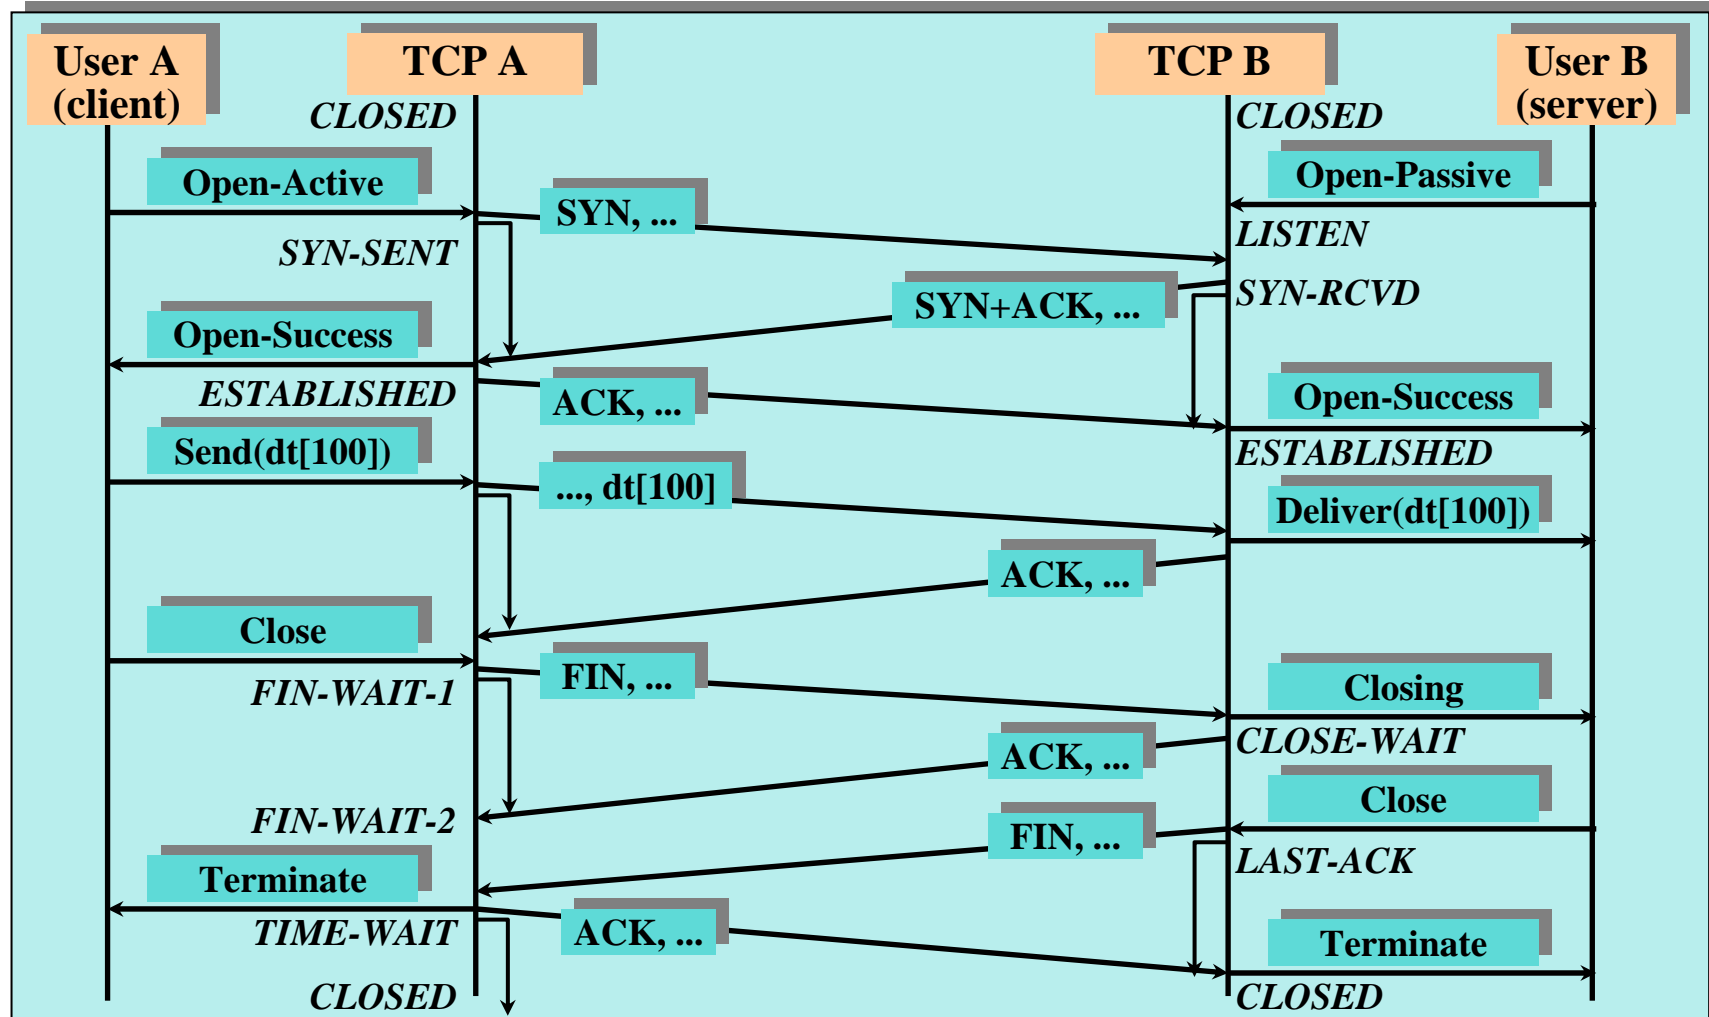 User A
(client)
TCP A
TCP B
User B
(server)
CLOSED
CLOSED
Open-Active
Open-Passive
SYN, ...
SYN-SENT
LISTEN
SYN+ACK, ...
SYN-RCVD
Open-Success
ESTABLISHED
ACK, ...
Open-Success
Send(dt[100])
ESTABLISHED
..., dt[100]
Deliver(dt[100])
ACK, ...
Close
FIN, ...
FIN-WAIT-1
Closing
ACK, ...
CLOSE-WAIT
Close
FIN-WAIT-2
FIN, ...
LAST-ACK
Terminate
TIME-WAIT
ACK, ...
Terminate
CLOSED
CLOSED